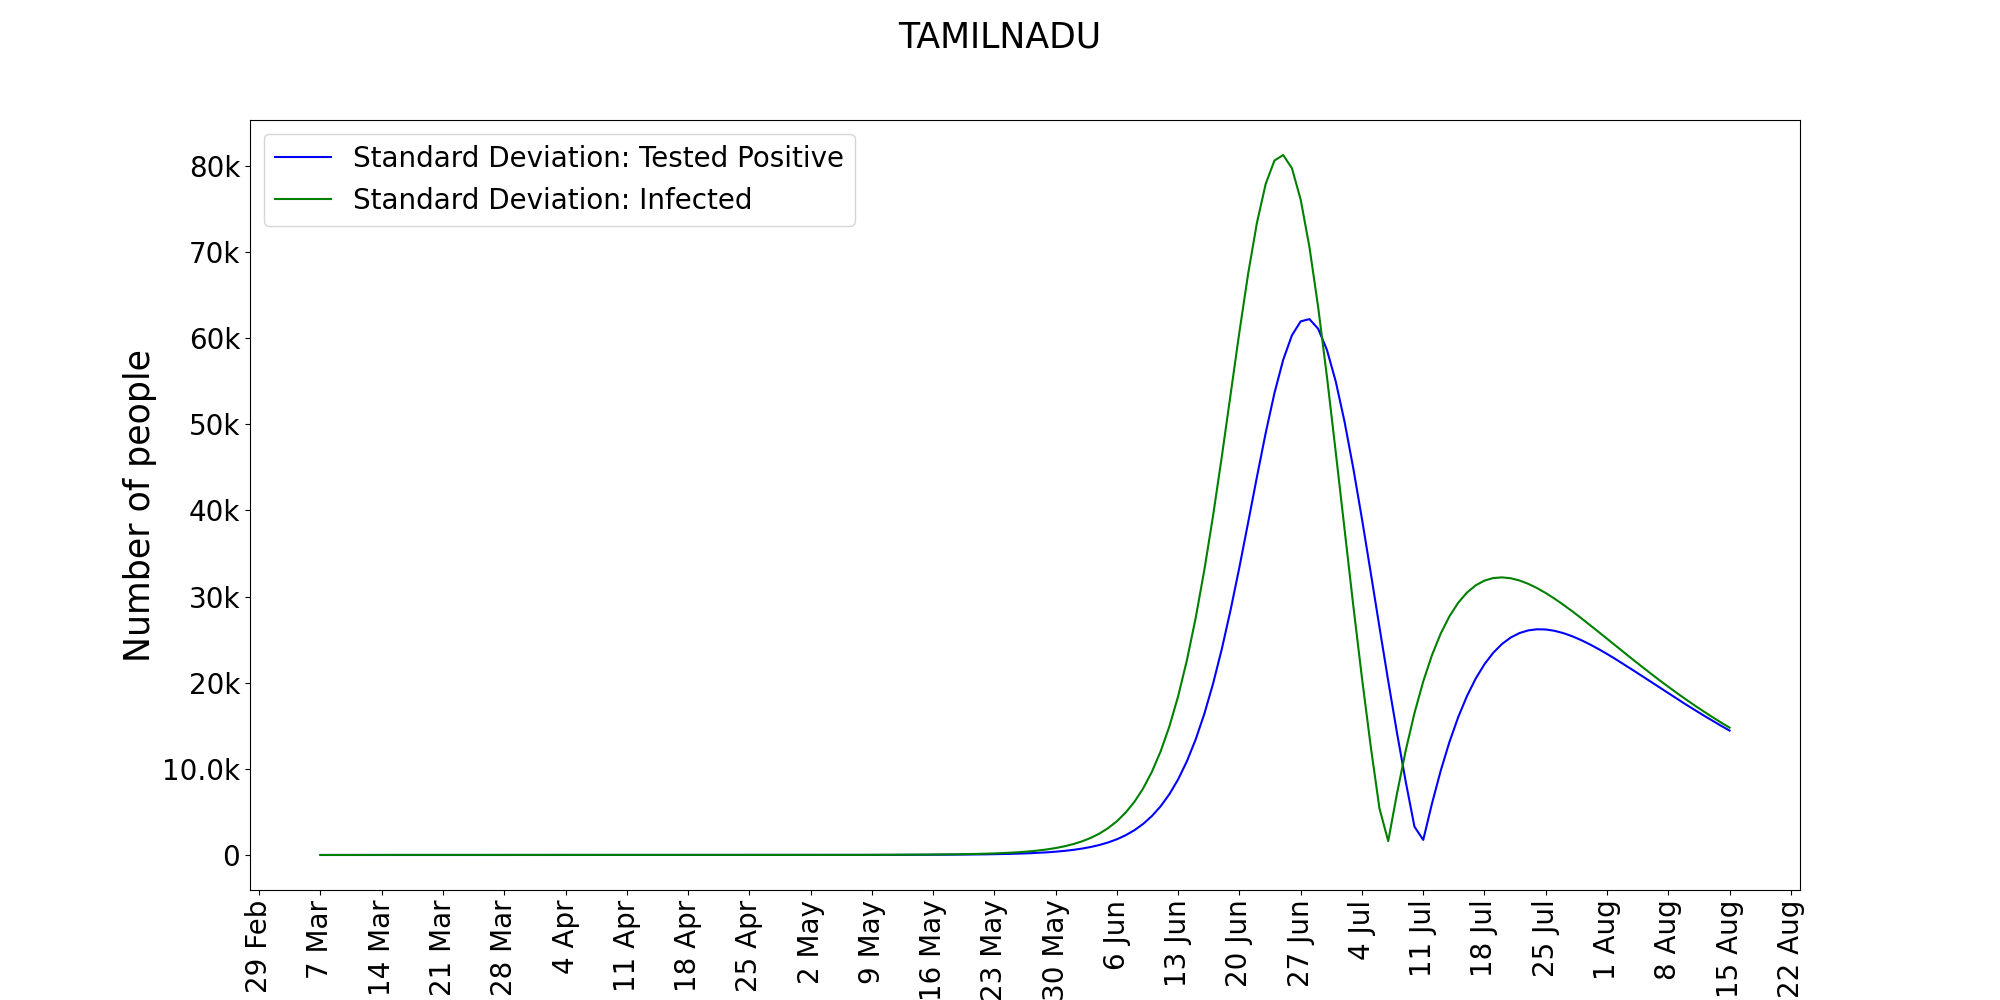 TAMILNADU
Standard Deviation: Tested Positive
Standard Deviation: Infected
Number of people
80k
70k
60k
50k
40k
30k
20k
10.0k
0
29 Feb
7 Mar
14 Mar
21 Mar
28 Mar
4 Apr
11 Apr
18 Apr
25 Apr
2 May
9 May
16 May
23 May
30 May
6 Jun
13 Jun
20 Jun
27 Jun
4 Jul
11 Jul
18 Jul
25 Jul
1 Aug
8 Aug
15 Aug
22 Aug